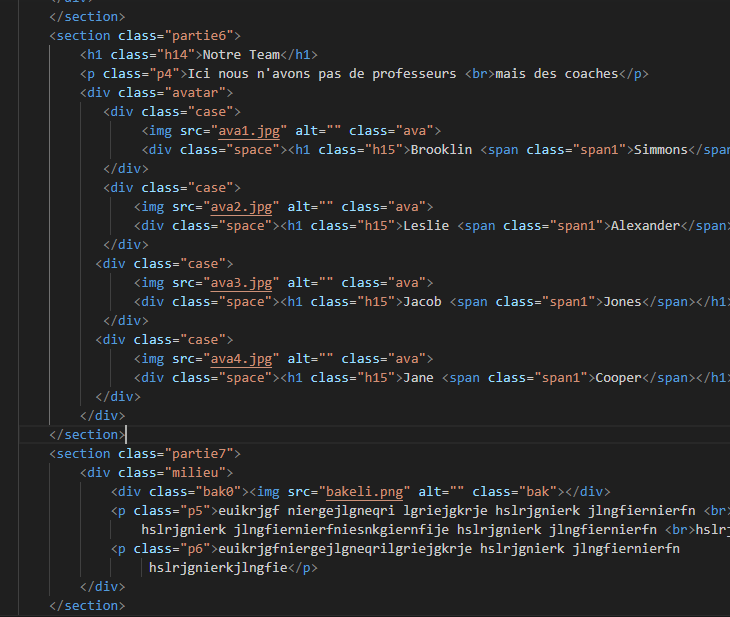 </section>
<section class="partie6">
<h1 class="h14">Notre Team</h1>
<p class="p4">Ici nous n'avons pas de professeurs <br>mais des coaches</p>
<div class="avatar">
<div class="case">
<img src="ava1.jpg" alt="" class="ava">
<div class="space"><h1 class="h15">Brooklin <span class="span1">Simmons</span
</div>
<div class="case">
<img src="ava2.jpg" alt="" class="ava">
<div class="space"><h1 class="h15">Leslie <span class="span1">Alexander</span>
</div>
<div class="case">
<img src="ava3.jpg" alt="" class="ava">
<div class="space"><h1 class="h15">Jacob <span class="span1">Jones</span></h1>
</div>
<div class="case">
<img src="ava4.jpg" alt="" class="ava">
<div class="space"><h1 class="h15">Jane <span class="span1">Cooper</span></h1>
</div>
</div>
</section>
<section class="partie7">
<div class="milieu">
<div class="bak0"><img src="bakeli.png" alt="" class="bak"></div>
<p class="p5">euikrjgf niergejlgneqri lgriejgkrje hslrjgnierk jlngfiernierfn <br>
hslrjgnierk jlngfiernierfniesnkgiernfije hslrjgnierk jlngfiernierfn <br>hslrj
<p class="p6">euikrjgfniergejlgneqrilgriejgkrje hslrjgnierk jlngfiernierfn
hslrjgnierkjlngfie</p>
</div>
</section>